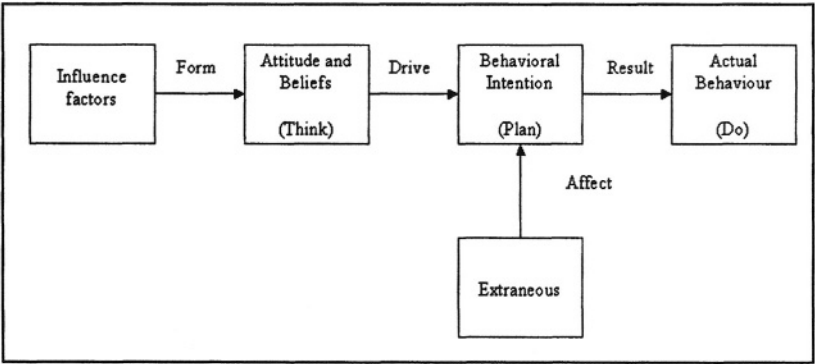 Influence
factors
Form
Attitude and
Beliefs
(Think)
Drive
Behavioral
Intention
(Plan)
Result
Actual
Behaviour
(Do)
Affect
Extraneous